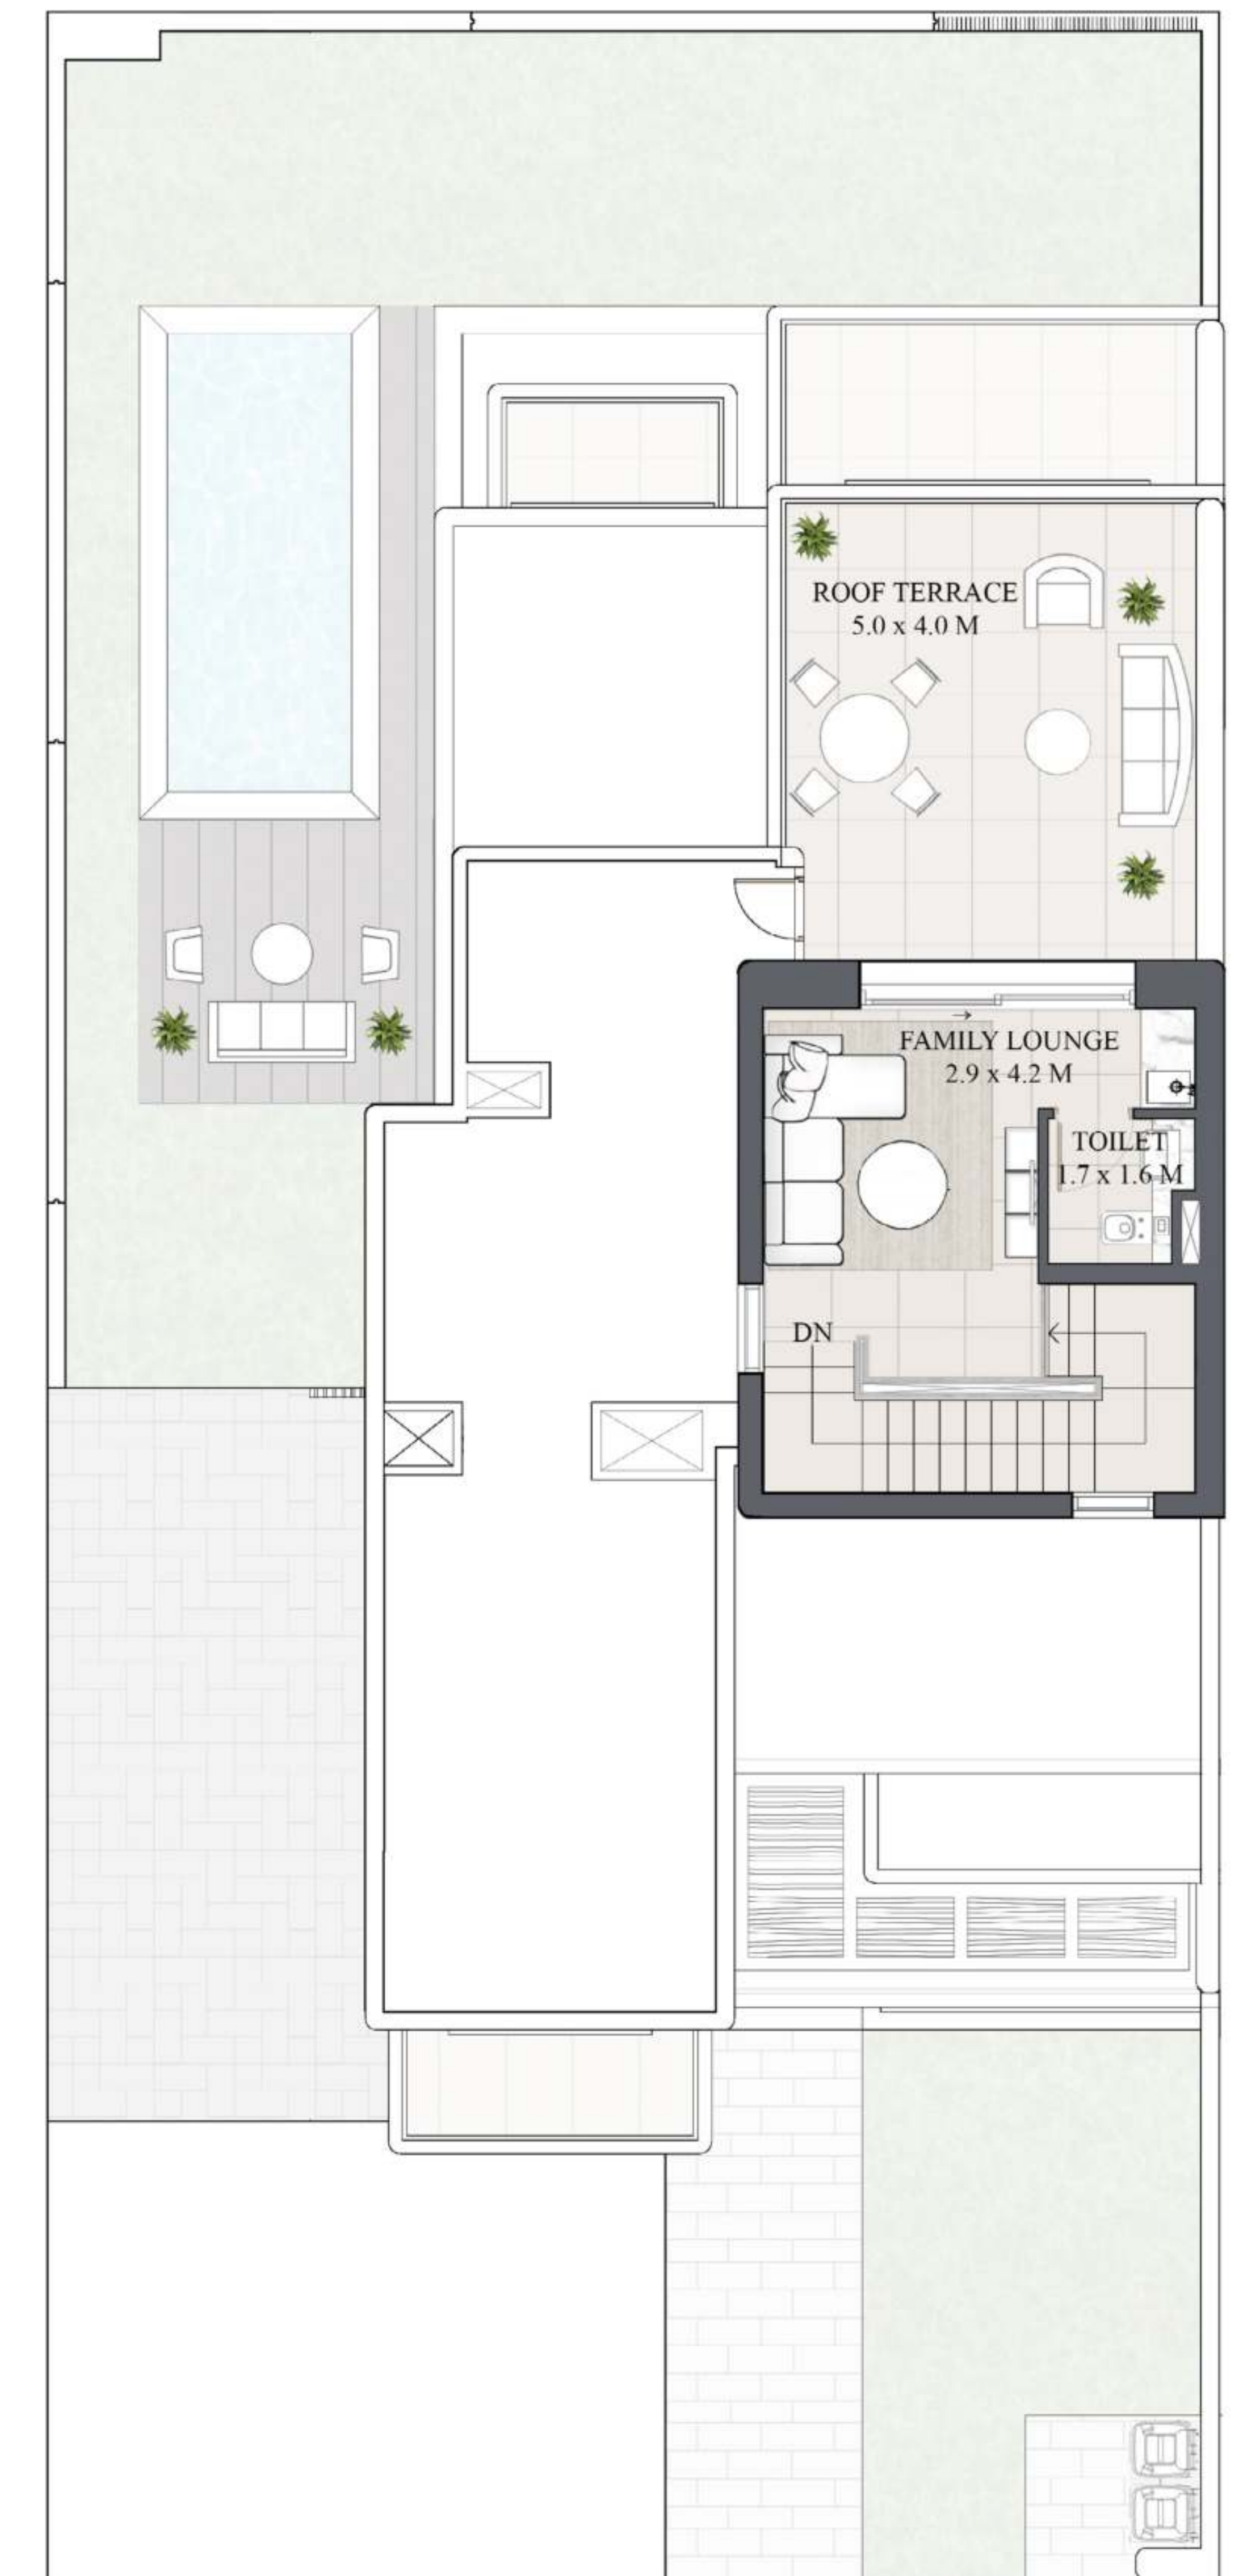 ROOF TERRACE
5.0 x 4.0 M
FAMILY LOUNGE
2.9 x 4.2 M
TOILET
1.7 x 1.6 M
DN